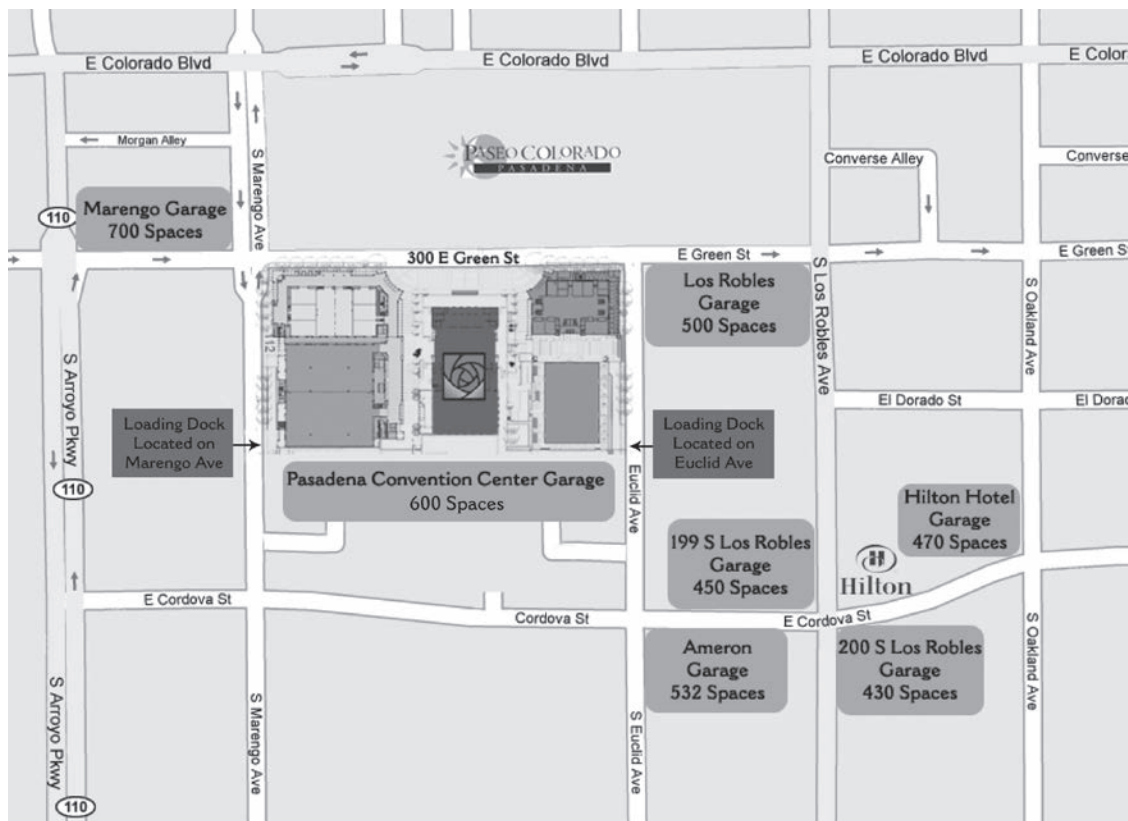 E Colorado Blvd
E Colorado Blvd
E Colorado Blvd
E Color
Morgan Alley
S Marengo Ave
PASEO COLORADO
PASADENA
Converse Alley
Converse
110
Marengo Garage
700 Spaces
300 E Green St
E Green St
E Green St
Los Robles
Garage
500 Spaces
S Los Robles Ave
S Oakland Ave
12
S Arroyo Pkwy
El Dorado St
El Dorado
Loading Dock
Located on
Marengo Ave
Loading Dock
Located on
Euclid Ave
110
Pasadena Convention Center Garage
600 Spaces
Euclid Ave
Hilton Hotel
Garage
470 Spaces
199 S Los Robles
Garage
450 Spaces
H
Hilton
E Cordova St
Cordova St
E Cordova St
Ameron
Garage
532 Spaces
200 S Los Robles
Garage
430 Spaces
S Arroyo Pkwy
S Marengo Ave
S Euclid Ave
S Oakland Ave
110